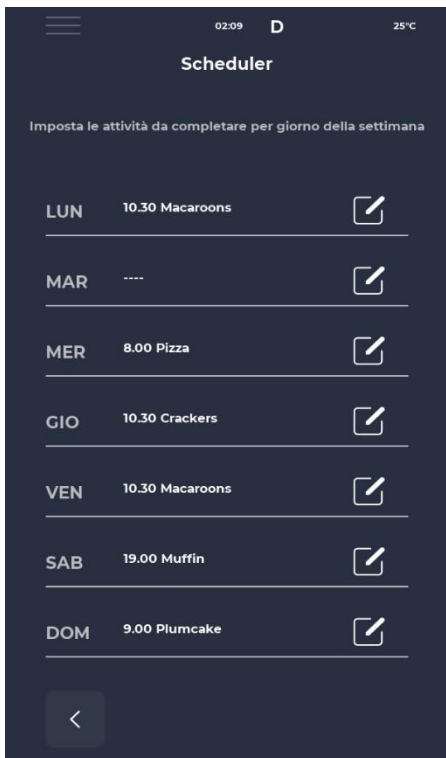 02:09 D 25°C
Scheduler
Imposta le attività da completare per giorno della settimana
LUN 10.30 Macaroons
MAR ----
MER 8.00 Pizza
GIO 10.30 Crackers
VEN 10.30 Macaroons
SAB 19.00 Muffin
DOM 9.00 Plumcake